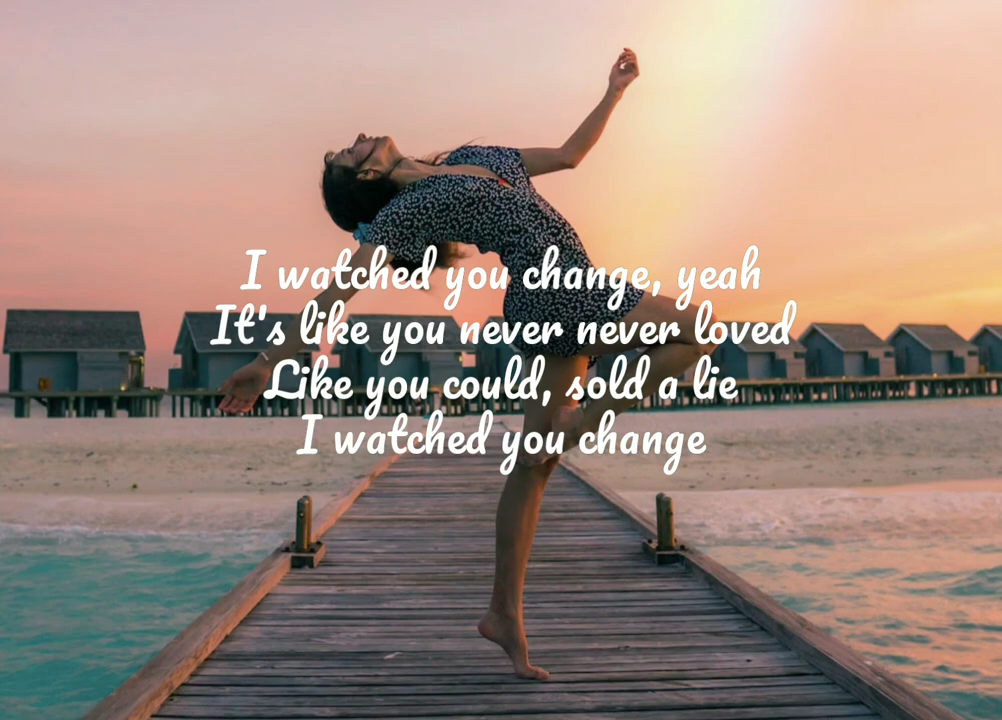 I watched you change, yeah
It's like you never never loved
Like you could, sold a lie
I watched you change